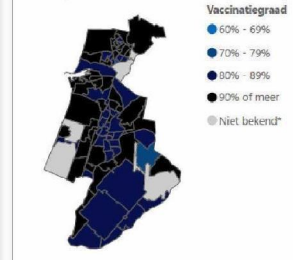 Vaccinatiegraad
60% - 69%
70% - 79%
80% - 89%
90% of meer
Niet bekend*